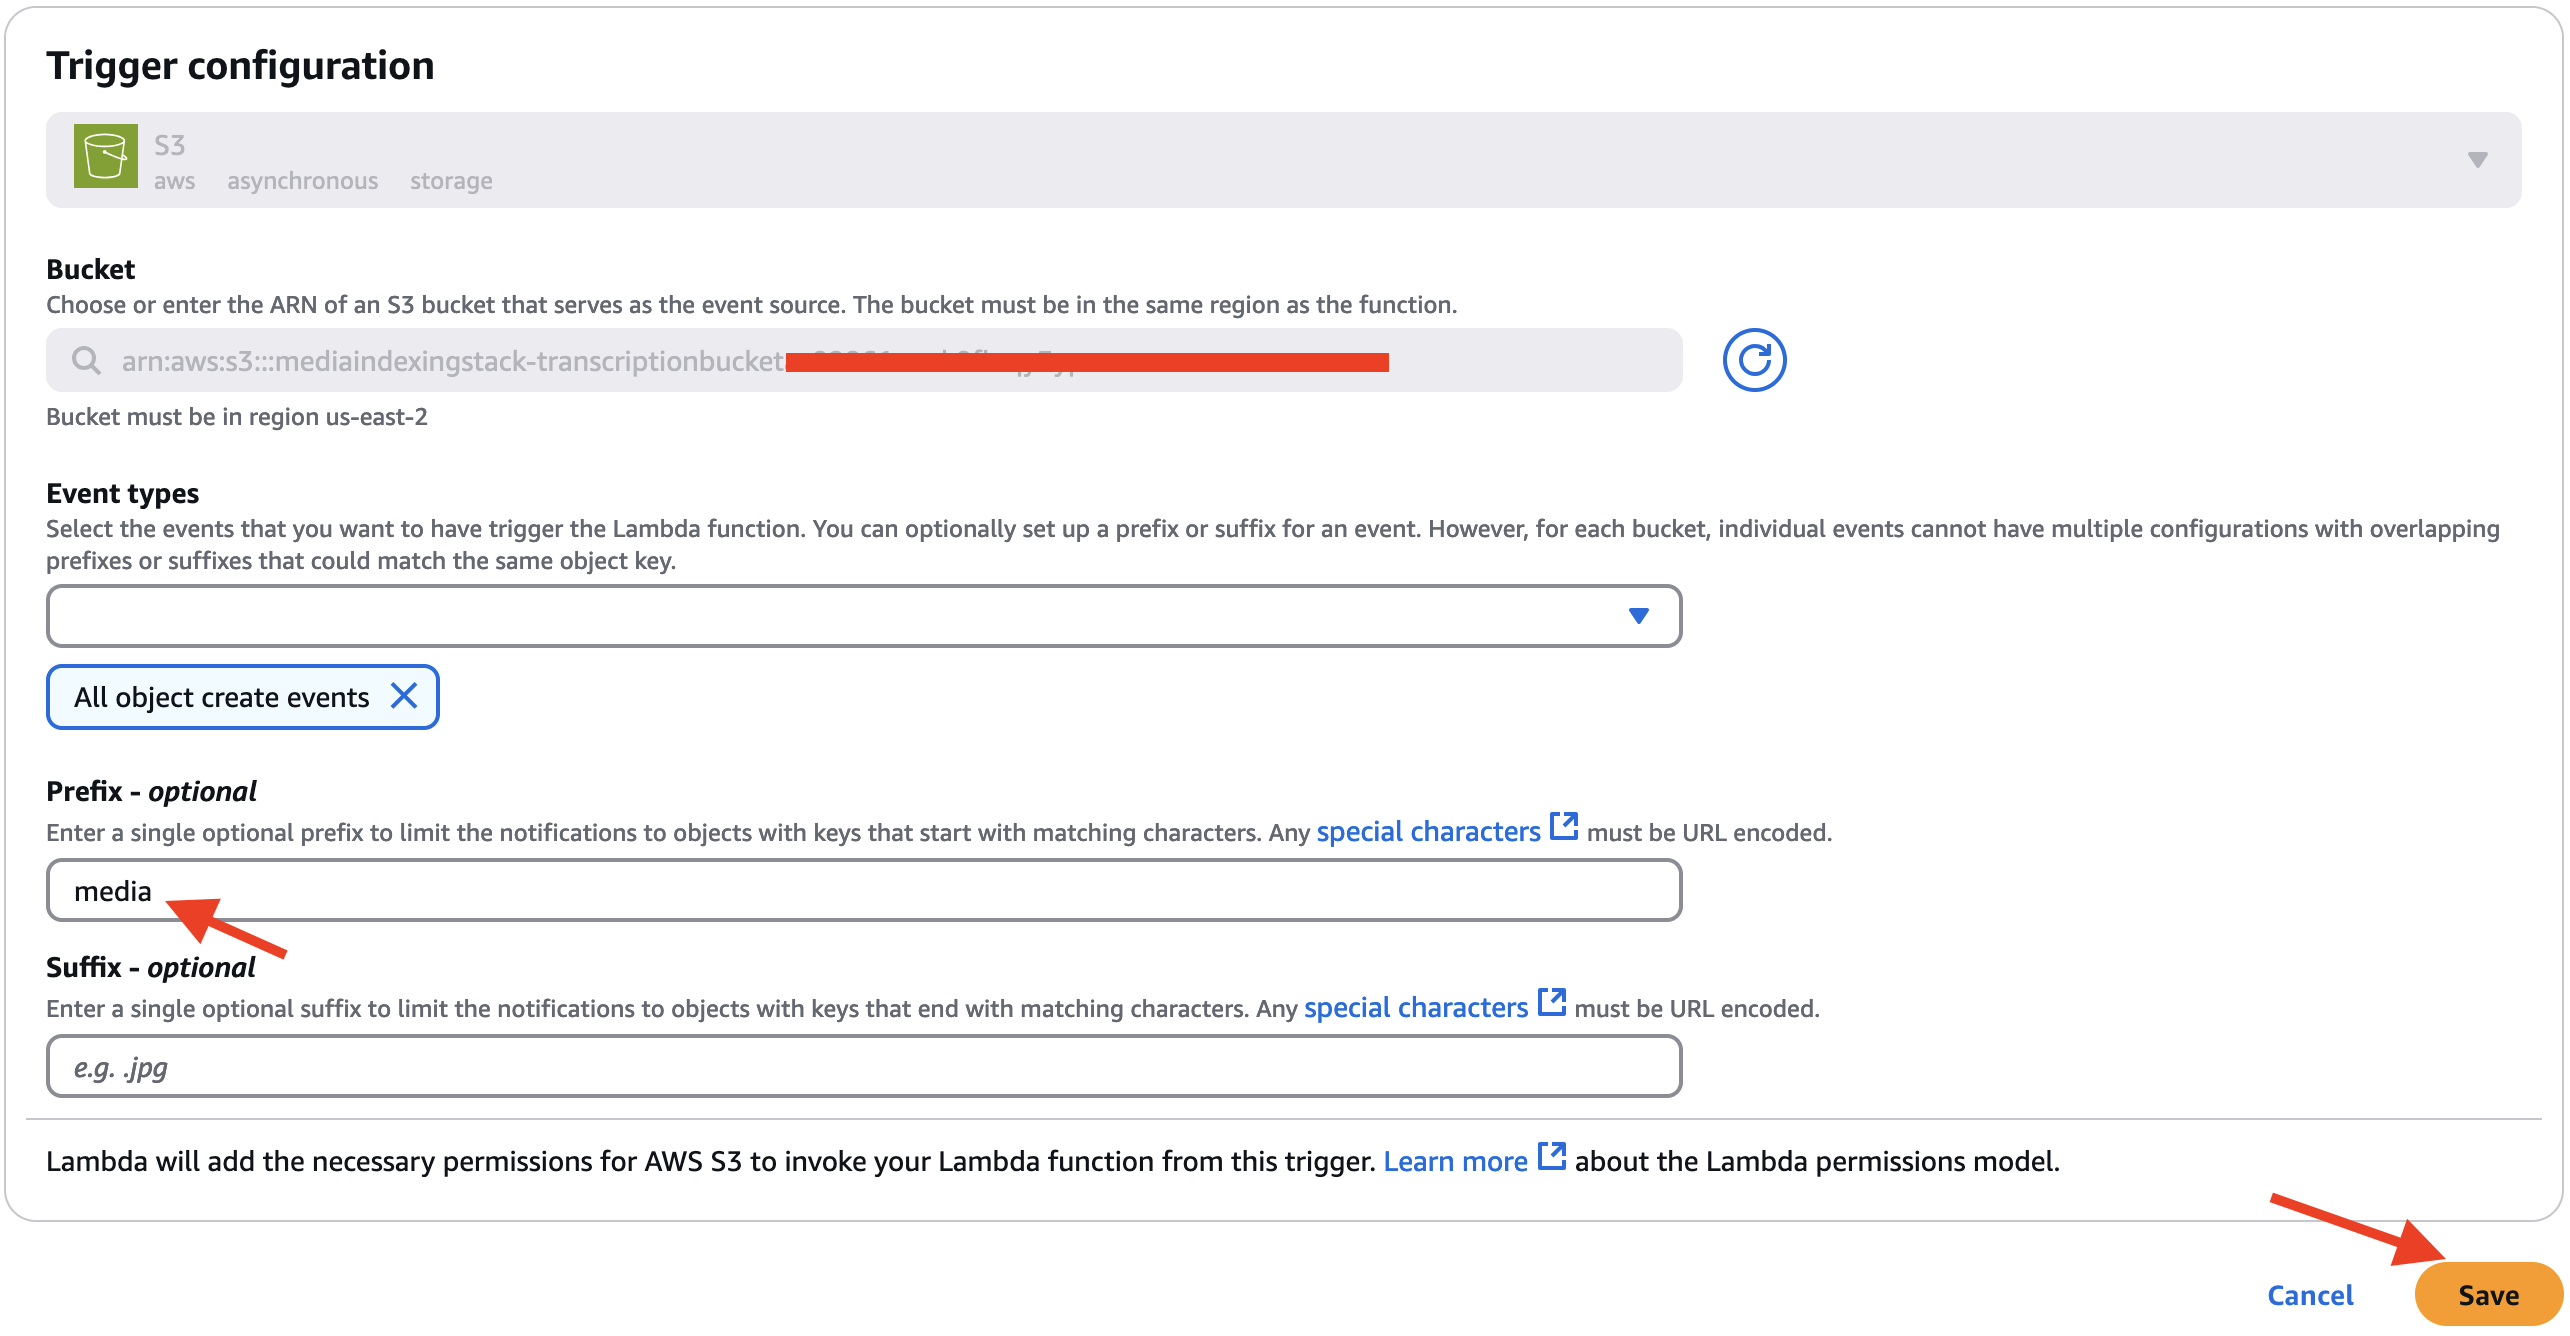 Trigger configuration
S3
aws asynchronous storage
Bucket
Choose or enter the ARN of an S3 bucket that serves as the event source. The bucket must be in the same region as the function.
arn:aws:s3:::mediaindexingstack-transcriptionbucket
Bucket must be in region us-east-2
Event types
Select the events that you want to have trigger the Lambda function. You can optionally set up a prefix or suffix for an event. However, for each bucket, individual events cannot have multiple configurations with overlapping
prefixes or suffixes that could match the same object key.
All object create events
Prefix - optional
Enter a single optional prefix to limit the notifications to objects with keys that start with matching characters. Any special characters must be URL encoded.
media
Suffix - optional
Enter a single optional suffix to limit the notifications to objects with keys that end with matching characters. Any special characters must be URL encoded.
e.g. .jpg
Lambda will add the necessary permissions for AWS S3 to invoke your Lambda function from this trigger. Learn more about the Lambda permissions model.
Cancel Save